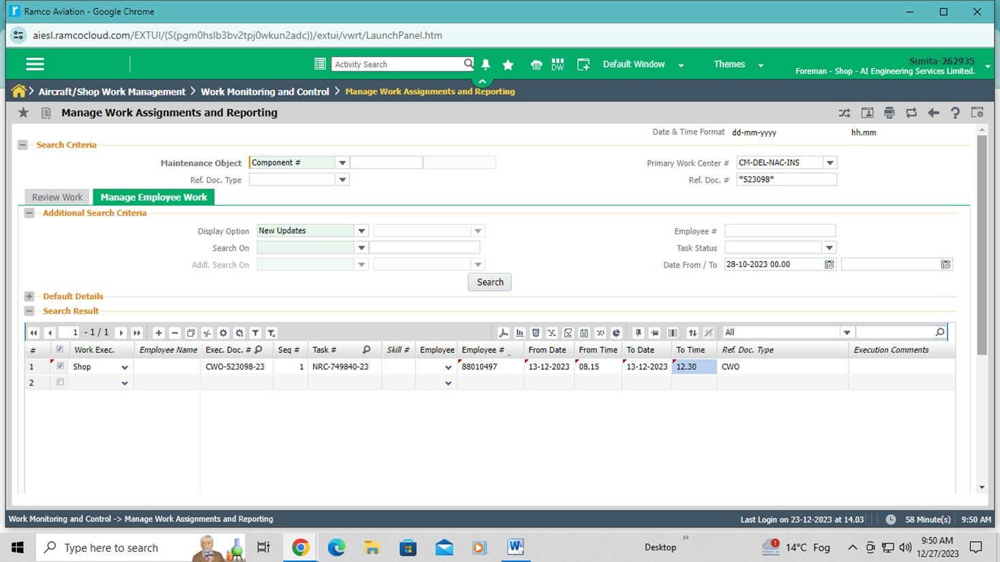 Ramco Aviation - Google Chrome
aiesl.ramcocloud.com/EXTUI/(S(pgm0hslb3bv2tpj0wkun2adc))/extui/vwrt/LaunchPanel.htm
Activity Search DW Default Window Themes Sunita-262935
Foreman - Shop - AI Engineering Services Limited.
Aircraft/Shop Work Management > Work Monitoring and Control > Manage Work Assignments and Reporting
Manage Work Assignments and Reporting
Date & Time Format dd-mm-yyyy hh.mm
Search Criteria
Maintenance Object Component # Primary Work Center # CM-DEL-NAC-INS
Ref. Doc. Type Ref. Doc. # *523098*
Review Work Manage Employee Work
Additional Search Criteria
Display Option New Updates Employee #
Search On Task Status
Addl. Search On Date From / To 28-10-2023 00.00
Search
Default Details
Search Result
1 - 1 / 1 All
# Work Exec. Employee Name Exec. Doc. # Seq # Task # Skill # Employee Employee # From Date From Time To Date To Time Ref. Doc. Type Execution Comments
1 Shop CWO-523098-23 1 NRC-749840-23 88010497 13-12-2023 08.15 13-12-2023 12.30 CWO
2
Work Monitoring and Control -> Manage Work Assignments and Reporting Last Login on 23-12-2023 at 14.03 58 Minute(s) 9:50 AM
Type here to search Desktop 1 14°C Fog 9:50 AM
12/27/2023